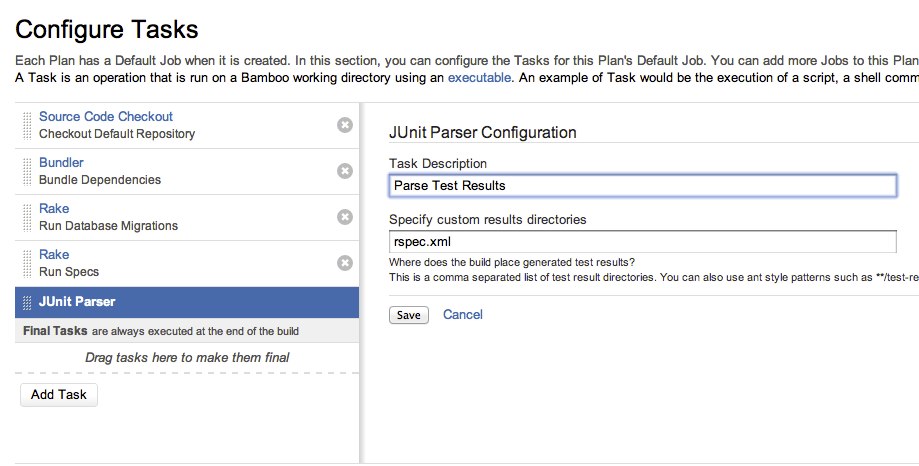 Configure Tasks
Each Plan has a Default Job when it is created. In this section, you can configure the Tasks for this Plan's Default Job. You can add more Jobs to this Plan
A Task is an operation that is run on a Bamboo working directory using an executable. An example of Task would be the execution of a script, a shell comm
Source Code Checkout
Checkout Default Repository
Bundler
Bundle Dependencies
Rake
Run Database Migrations
Rake
Run Specs
JUnit Parser
Final Tasks are always executed at the end of the build
Drag tasks here to make them final
Add Task
JUnit Parser Configuration
Task Description
Parse Test Results
Specify custom results directories
rspec.xml
Where does the build place generated test results?
This is a comma separated list of test result directories. You can also use ant style patterns such as **/test-re
Save Cancel